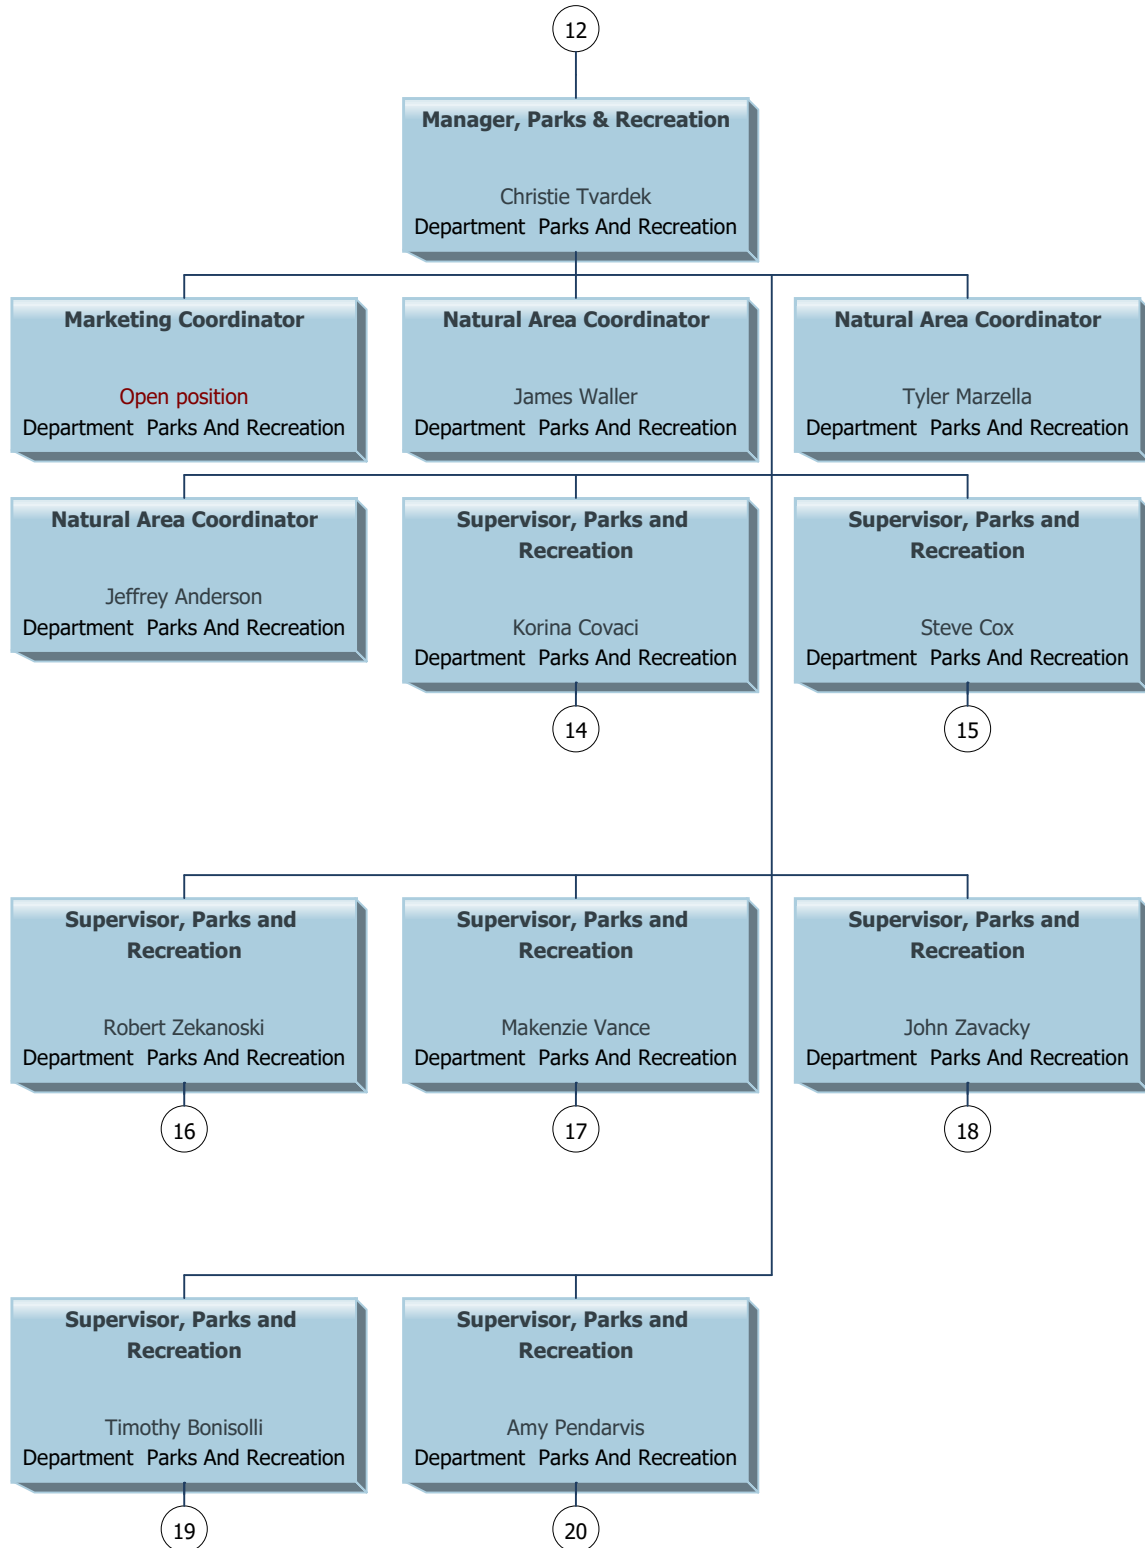 12
Manager, Parks & Recreation
Christie Tvardek
Department  Parks And Recreation
Marketing Coordinator
Open position
Department  Parks And Recreation
Natural Area Coordinator
James Waller
Department  Parks And Recreation
Natural Area Coordinator
Tyler Marzella
Department  Parks And Recreation
Natural Area Coordinator
Jeffrey Anderson
Department  Parks And Recreation
Supervisor, Parks and
Recreation
Korina Covaci
Department  Parks And Recreation
14
Supervisor, Parks and
Recreation
Steve Cox
Department  Parks And Recreation
15
Supervisor, Parks and
Recreation
Robert Zekanoski
Department  Parks And Recreation
16
Supervisor, Parks and
Recreation
Makenzie Vance
Department  Parks And Recreation
17
Supervisor, Parks and
Recreation
John Zavacky
Department  Parks And Recreation
18
Supervisor, Parks and
Recreation
Timothy Bonisolli
Department  Parks And Recreation
19
Supervisor, Parks and
Recreation
Amy Pendarvis
Department  Parks And Recreation
20